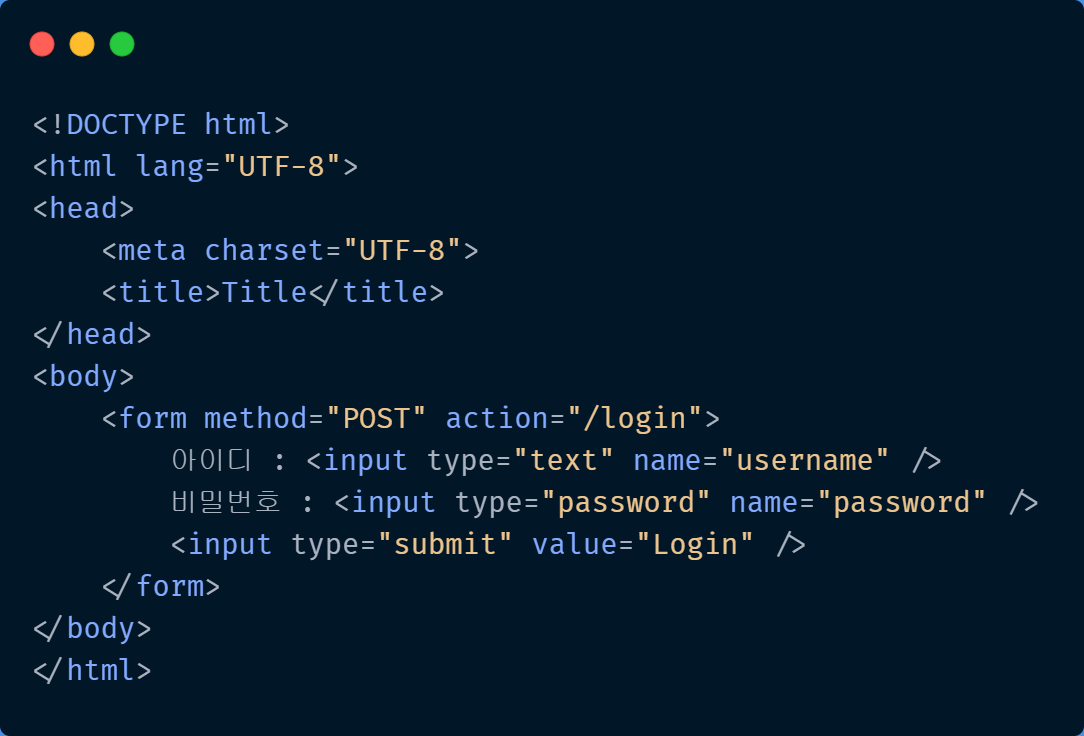 <!DOCTYPE html>
<html lang="UTF-8">
<head>
    <meta charset="UTF-8">
    <title>Title</title>
</head>
<body>
    <form method="POST" action="/login">
        아이디 : <input type="text" name="username" />
        비밀번호 : <input type="password" name="password" />
        <input type="submit" value="Login" />
    </form>
</body>
</html>